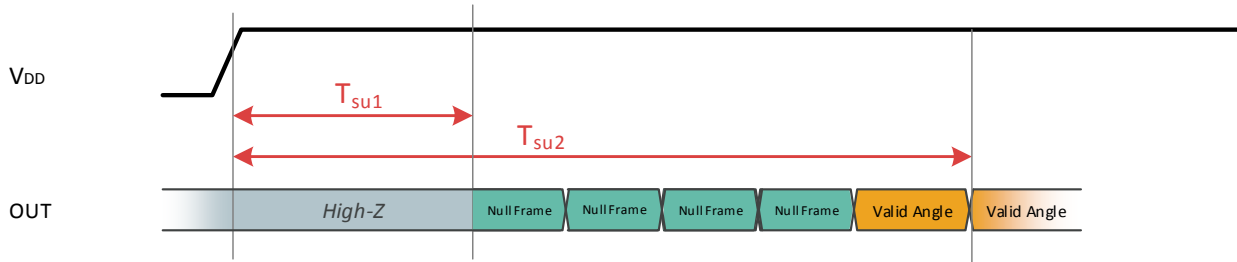 VDD
Tsu1
Tsu2
OUT
High-Z
Null Frame
Null Frame
Null Frame
Null Frame
Valid Angle
Valid Angle